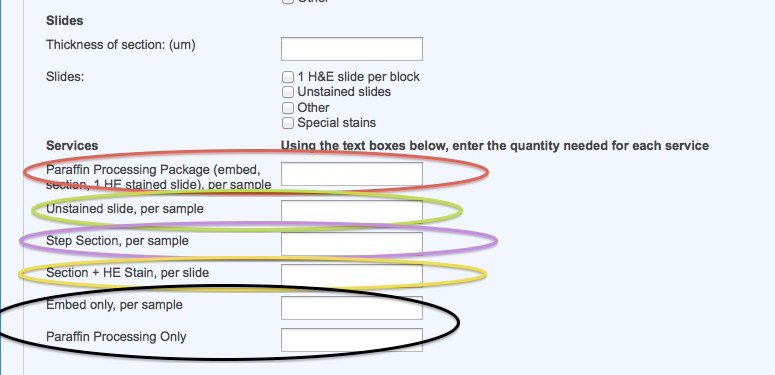 Other
Slides
Thickness of section: (um)
Slides:
1 H&E slide per block
Unstained slides
Other
Special stains
Services
Using the text boxes below, enter the quantity needed for each service
Paraffin Processing Package (embed,
section, 1 HE stained slide), per sample
Unstained slide, per sample
Step Section, per sample
Section + HE Stain, per slide
Embed only, per sample
Paraffin Processing Only